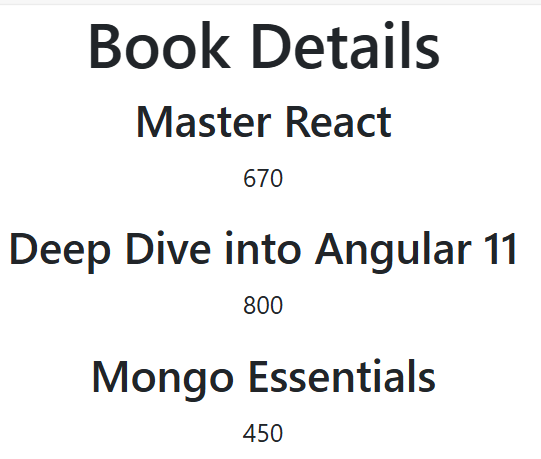 Book Details
Master React
670
Deep Dive into Angular 11
800
Mongo Essentials
450